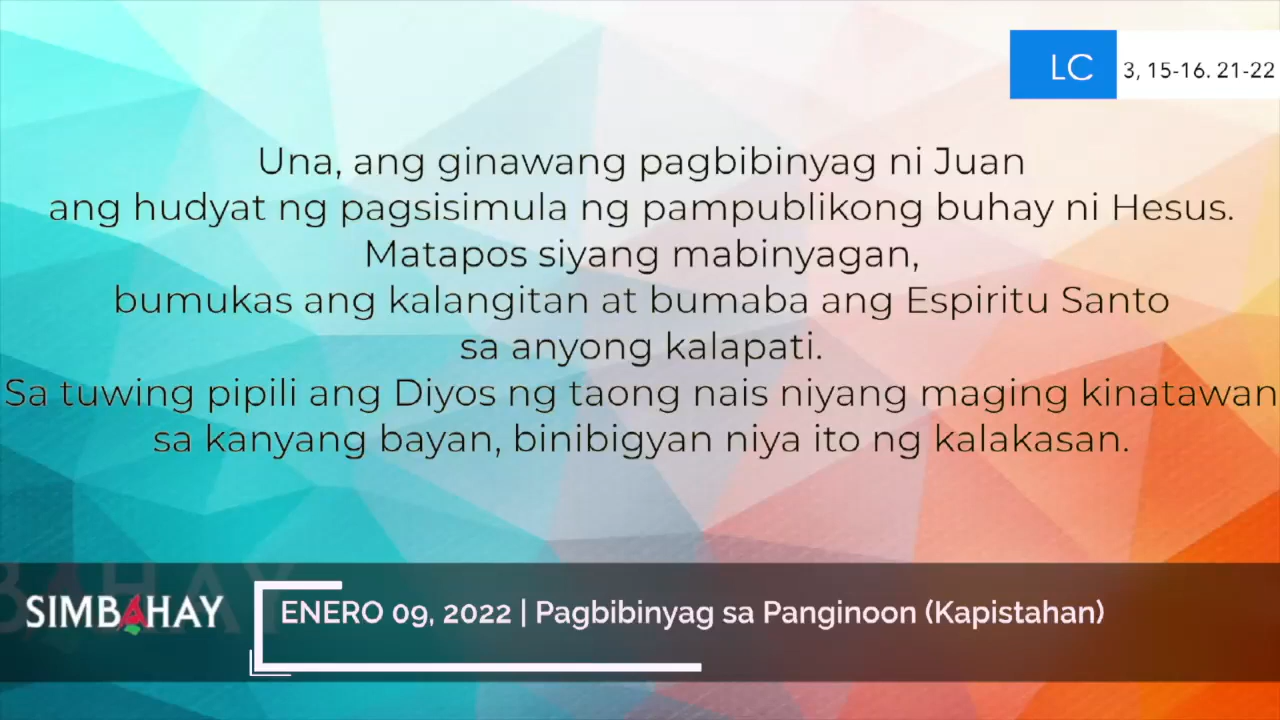 LC 3, 15-16. 21-22
Una, ang ginawang pagbibinyag ni Juan
ang hudyat ng pagsisimula ng pampublikong buhay ni Hesus.
Matapos siyang mabinyagan,
bumukas ang kalangitan at bumaba ang Espiritu Santo
sa anyong kalapati.
Sa tuwing pipili ang Diyos ng taong nais niyang maging kinatawan
sa kanyang bayan, binibigyan niya ito ng kalakasan.
SIMBAHAY
ENERO 09, 2022 | Pagbibinyag sa Panginoon (Kapistahan)